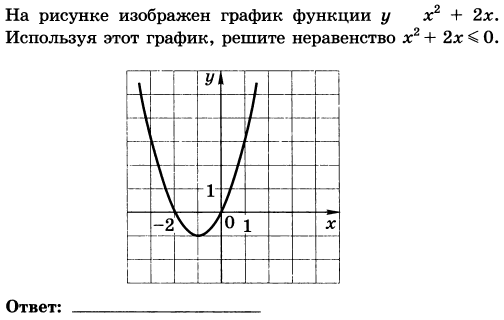 На рисунке изображен график функции y x² + 2x.
Используя этот график, решите неравенство x² + 2x ⩽ 0.
y
1
−2 0 1 x
Ответ: